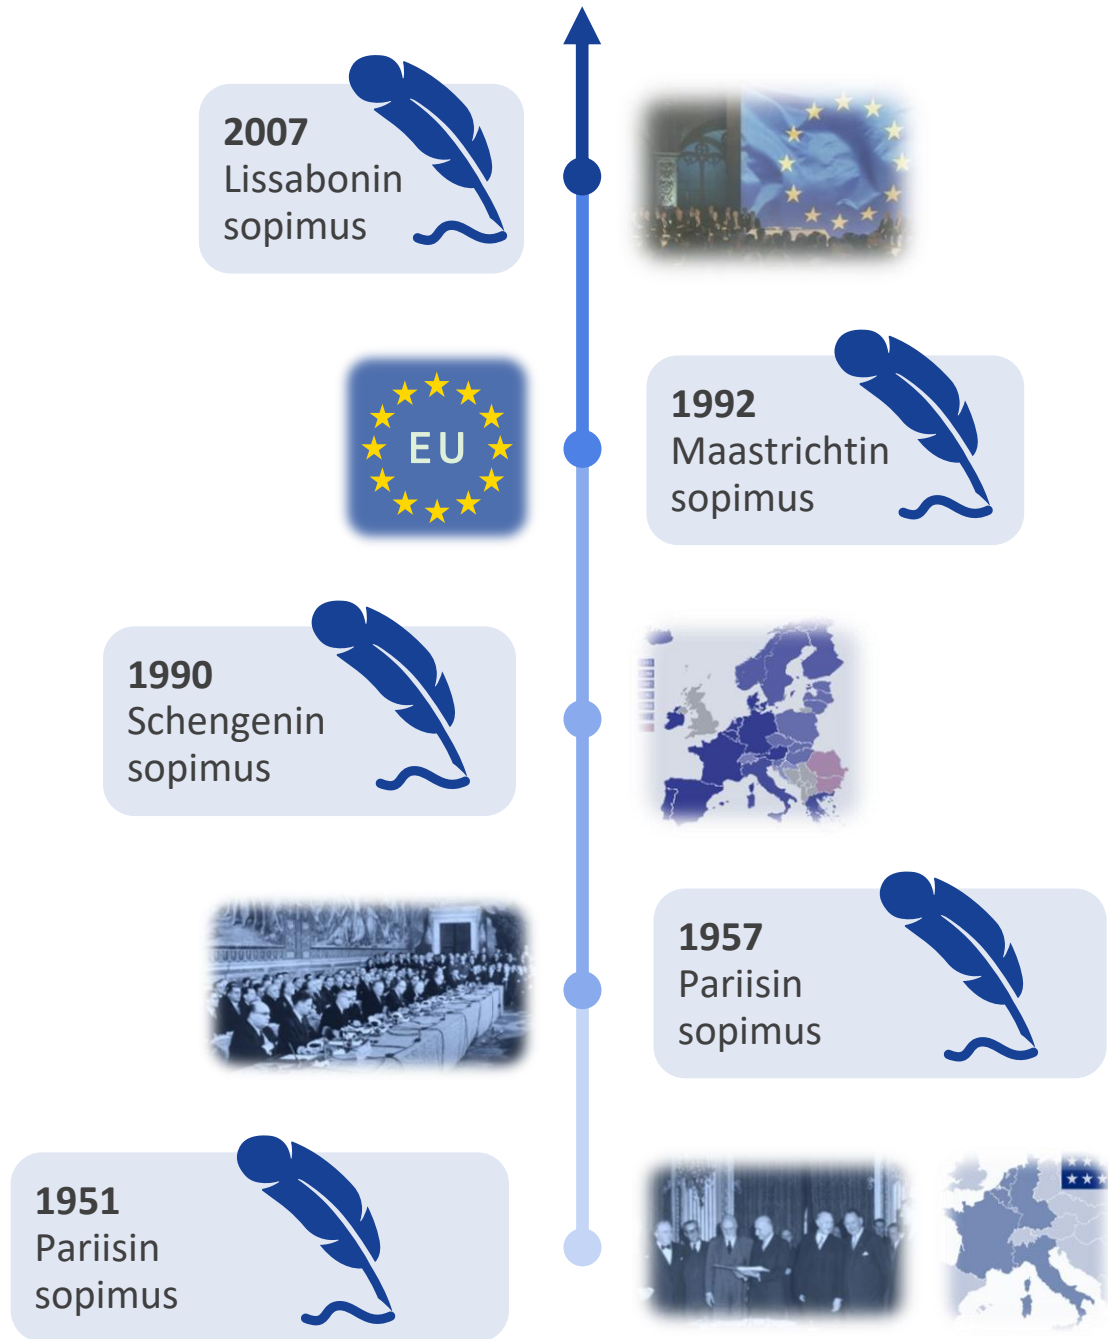 2007
Lissabonin
sopimus
EU
1992
Maastrichtin
sopimus
1990
Schengenin
sopimus
1957
Pariisin
sopimus
1951
Pariisin
sopimus